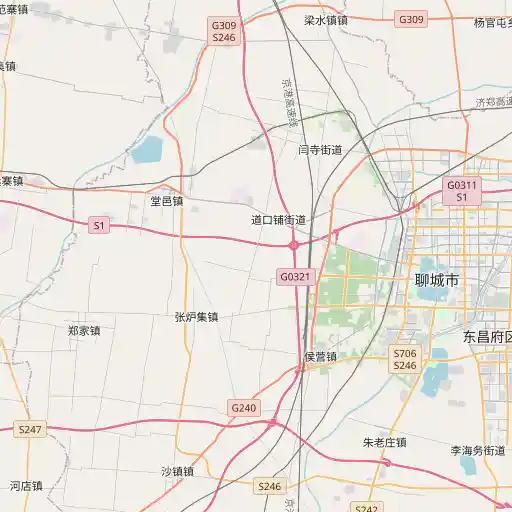 范寨镇
G309
S246
梁水镇镇
G309
杨官屯乡
京港高速线
济郑高速
闫寺街道
寨镇
堂邑镇
G0311
S1
道口铺街道
S1
G0321
聊城市
张炉集镇
郑家镇
东昌府区
侯营镇
S706
S246
G240
S247
朱老庄镇
李海务街道
沙镇镇
河店镇
S246
S242